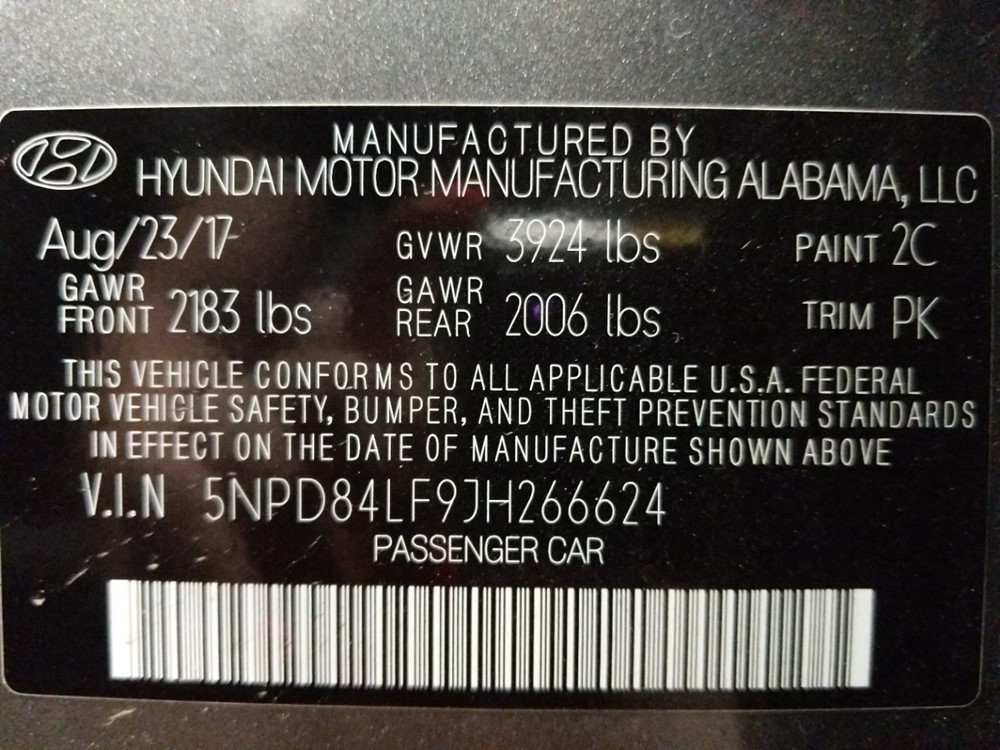 MANUFACTURED BY
HYUNDAI MOTOR MANUFACTURING ALABAMA, LLC
Aug/23/17 GVWR 3924 lbs PAINT 2C
GAWR FRONT 2183 lbs GAWR REAR 2006 lbs TRIM PK
THIS VEHICLE CONFORMS TO ALL APPLICABLE U.S.A. FEDERAL
MOTOR VEHICLE SAFETY, BUMPER, AND THEFT PREVENTION STANDARDS
IN EFFECT ON THE DATE OF MANUFACTURE SHOWN ABOVE
V.I.N 5NPD84LF9JH266624
PASSENGER CAR